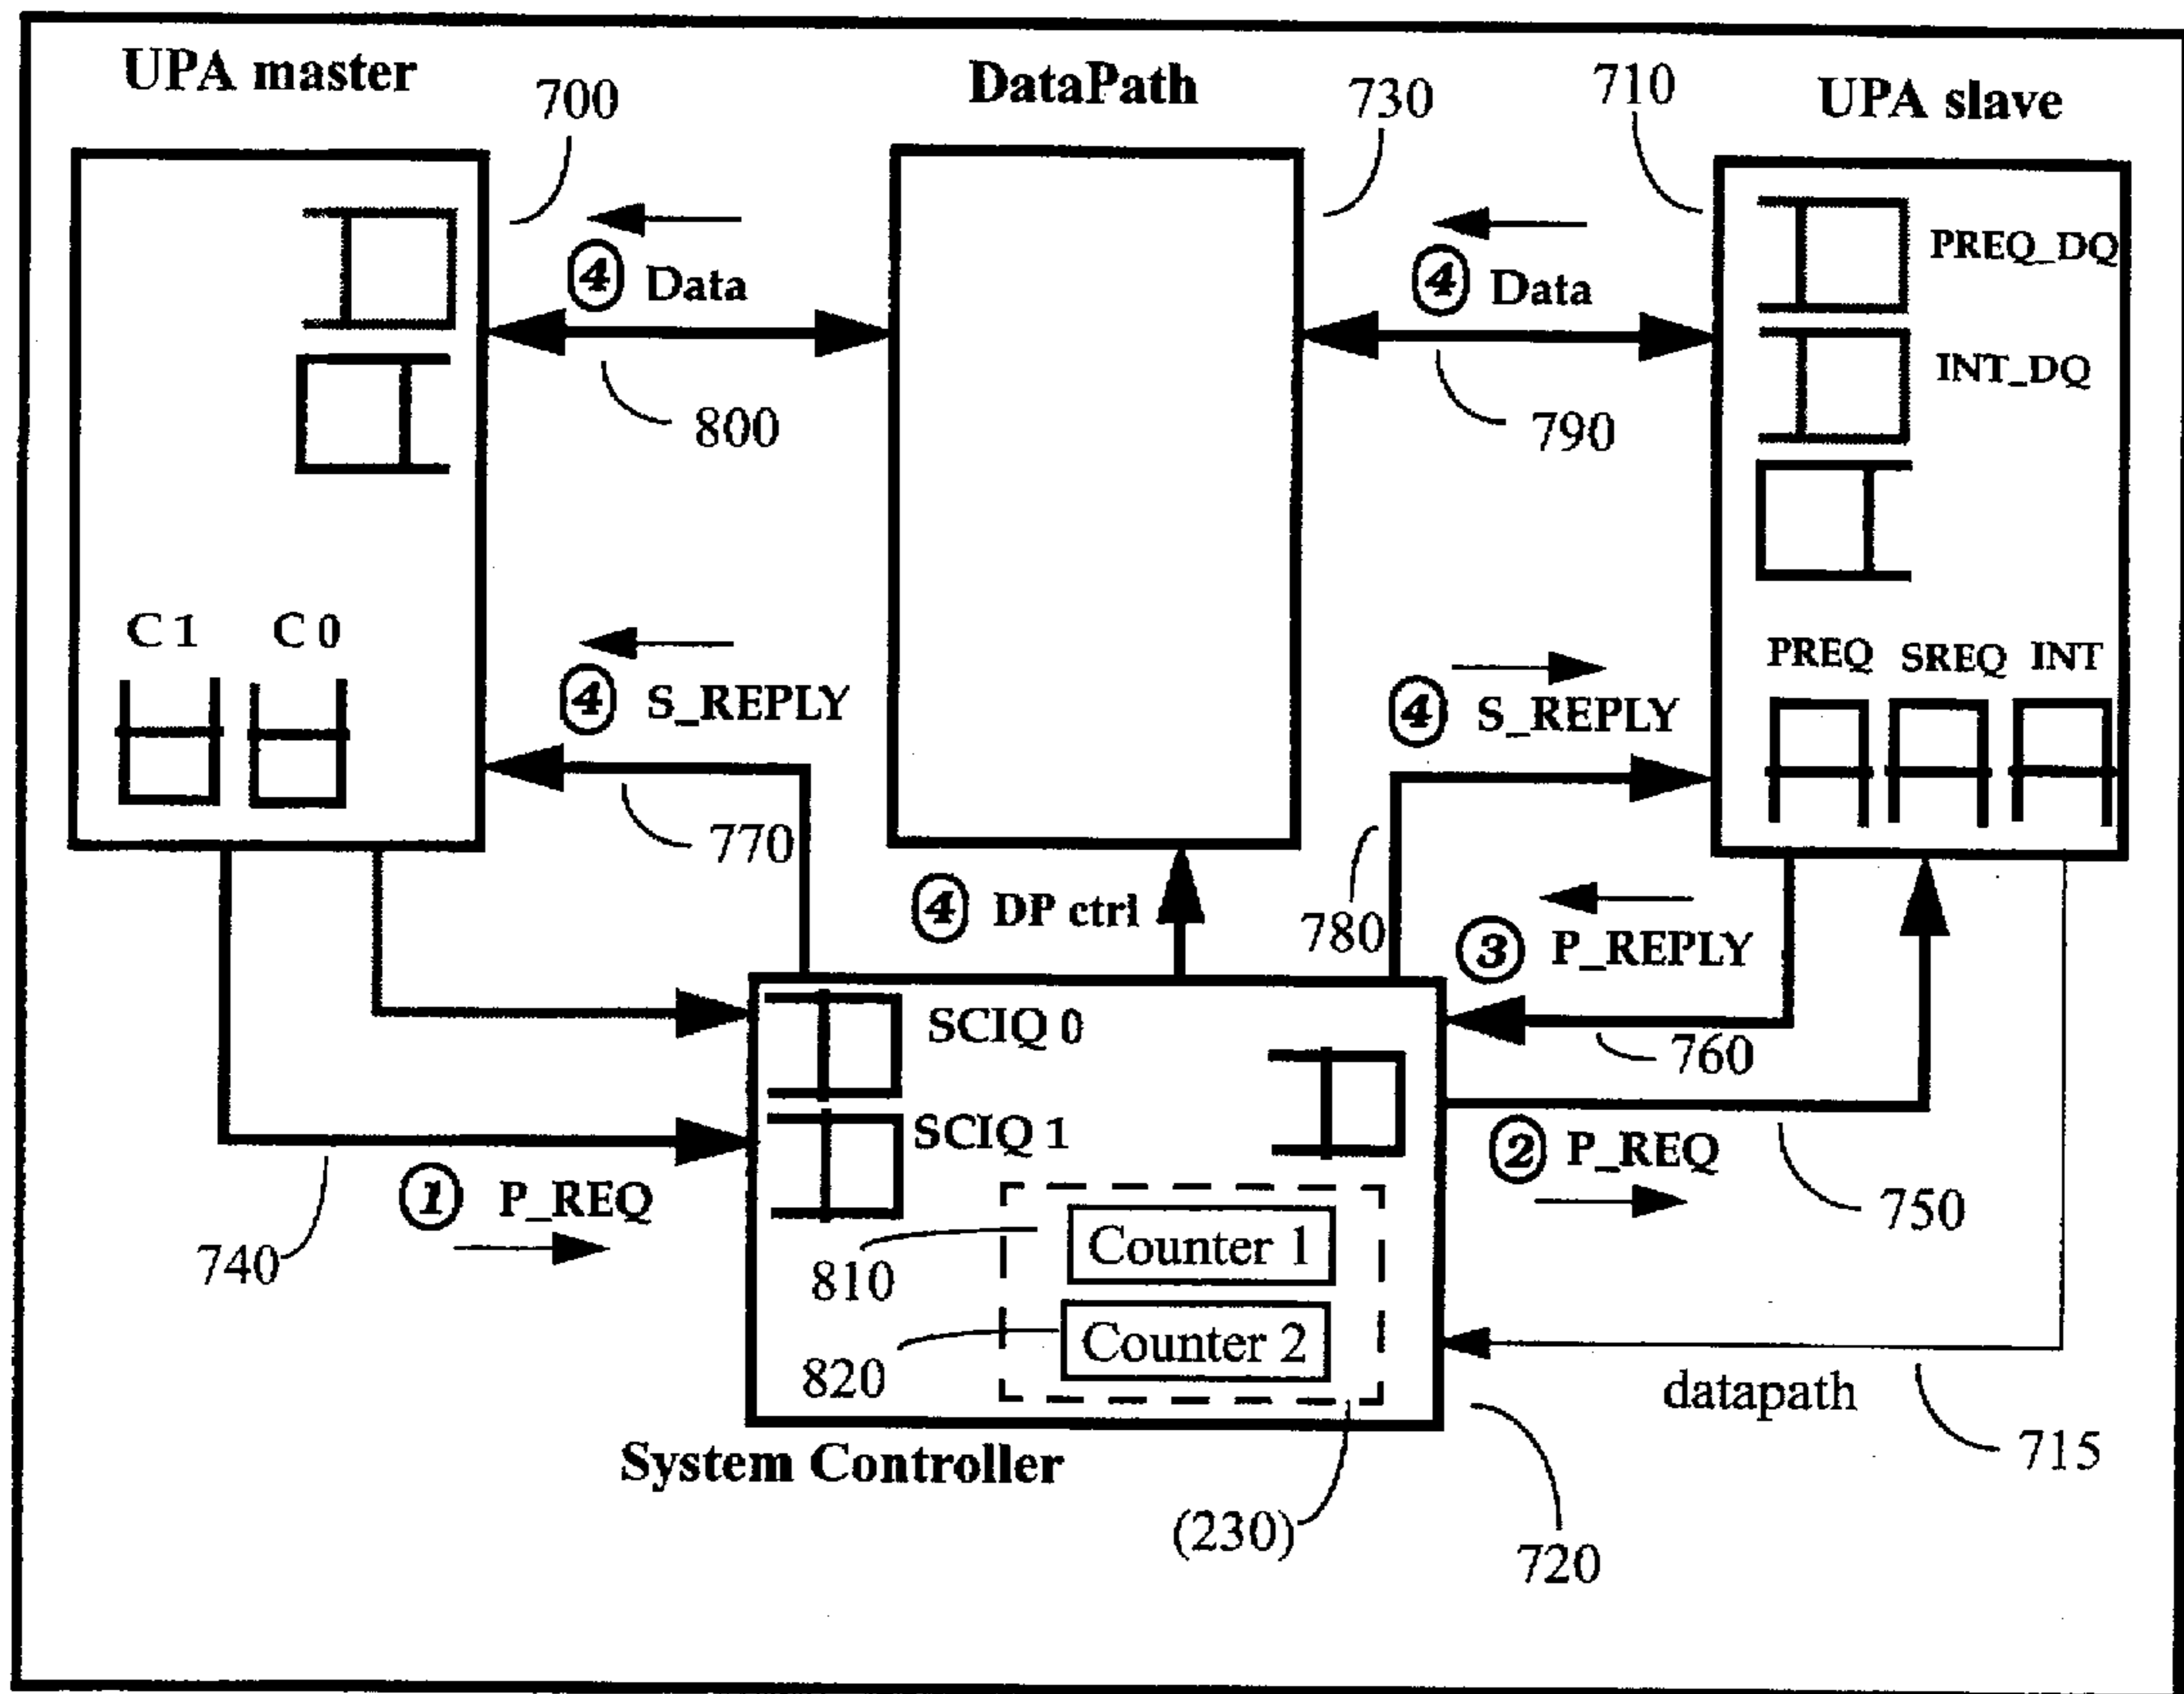 UPA master
700
DataPath
730
710
UPA slave
④ Data
④ Data
PREQ_DQ
INT_DQ
800
790
C 1
C 0
④ S_REPLY
④ S_REPLY
PREQ
SREQ
INT
770
④ DP ctrl
780
③ P_REPLY
SCIQ 0
760
SCIQ 1
① P_REQ
② P_REQ
740
750
810
Counter 1
820
Counter 2
datapath
715
System Controller
(230)
720